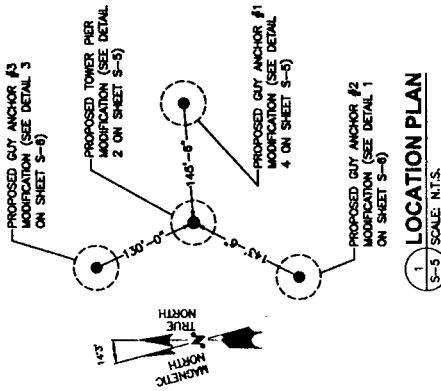 PROPOSED GUY ANCHOR #3
MODIFICATION (SEE DETAIL 3
ON SHEET S-6)
PROPOSED TOWER PIER
MODIFICATION (SEE DETAIL
2 ON SHEET S-5)
130'-0"
145'-6"
143'-6"
PROPOSED GUY ANCHOR #1
MODIFICATION (SEE DETAIL
4 ON SHEET S-5)
PROPOSED GUY ANCHOR #2
MODIFICATION (SEE DETAIL 1
ON SHEET S-6)
14'3'
MAGNETIC
NORTH
TRUE
NORTH
N
1
S-5
LOCATION PLAN
SCALE: N.T.S.